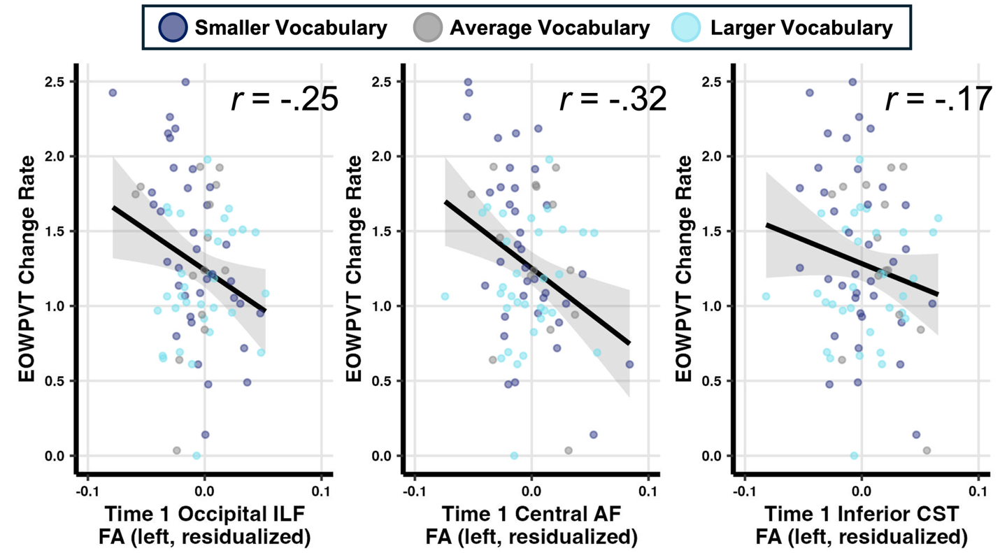 Smaller Vocabulary Average Vocabulary Larger Vocabulary
r = -.25
r = -.32
r = -.17
EOWPVT Change Rate
2.5
2.0
1.5
1.0
0.5
0.0
-0.1 0.0 0.1
Time 1 Occipital ILF
FA (left, residualized)
EOWPVT Change Rate
2.5
2.0
1.5
1.0
0.5
0.0
-0.1 0.0 0.1
Time 1 Central AF
FA (left, residualized)
EOWPVT Change Rate
2.5
2.0
1.5
1.0
0.5
0.0
-0.1 0.0 0.1
Time 1 Inferior CST
FA (left, residualized)